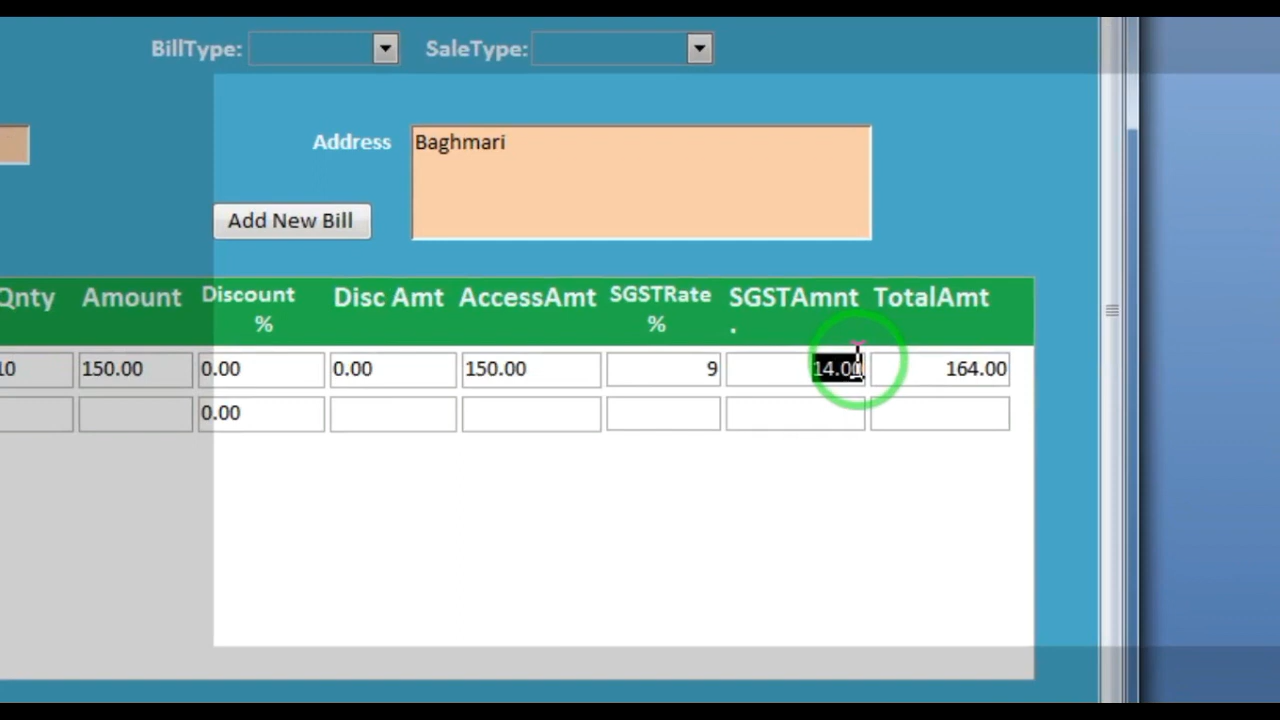 BillType: SaleType:
Address Baghmari
Add New Bill
Qnty Amount Discount % Disc Amt AccessAmt SGSTRate % SGSTAmnt . TotalAmt
10 150.00 0.00 0.00 150.00 9 14.00 164.00
0.00